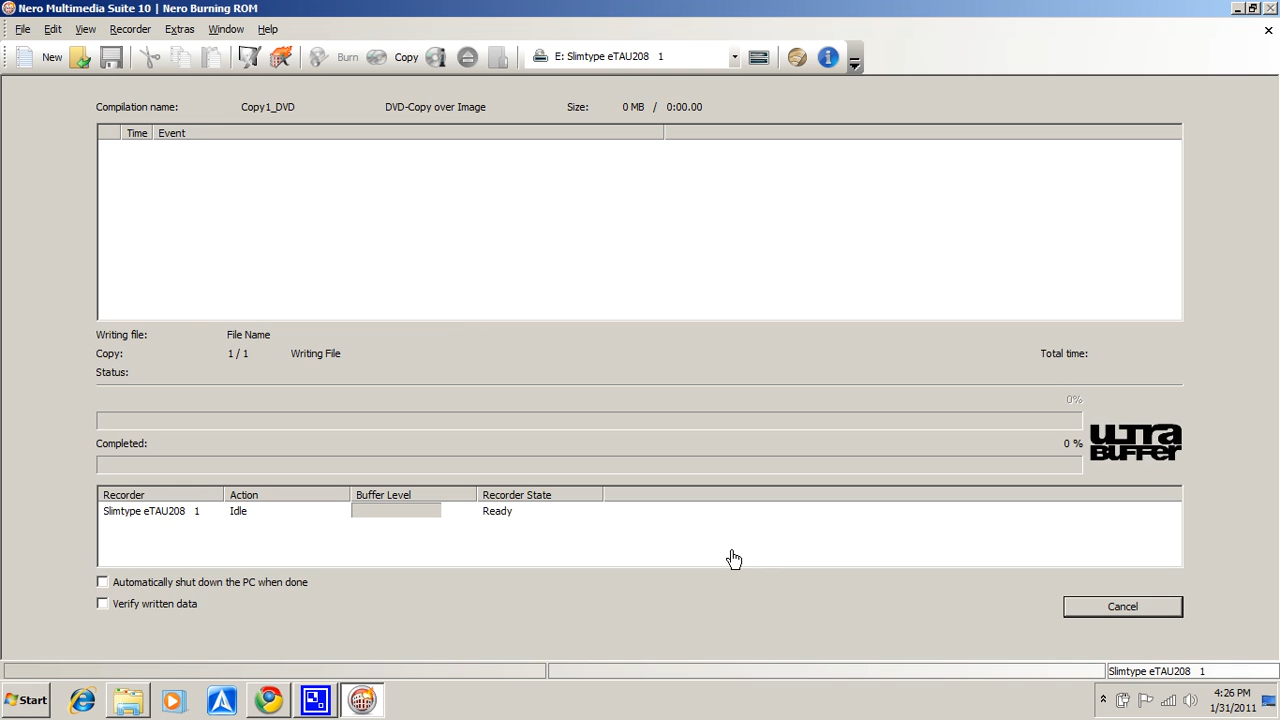 Nero Multimedia Suite 10 | Nero Burning ROM
File Edit View Recorder Extras Window Help
New Burn Copy E: Slimtype eTAU208 1
Compilation name: Copy1_DVD DVD-Copy over Image Size: 0 MB / 0:00.00
Time Event
Writing file: File Name
Copy: 1 / 1 Writing File Total time:
Status:
0%
Completed: 0 %
ULTRA
BUFFER
Recorder Action Buffer Level Recorder State
Slimtype eTAU208 1 Idle Ready
Automatically shut down the PC when done
Verify written data
Cancel
Slimtype eTAU208 1
Start
4:26 PM
1/31/2011